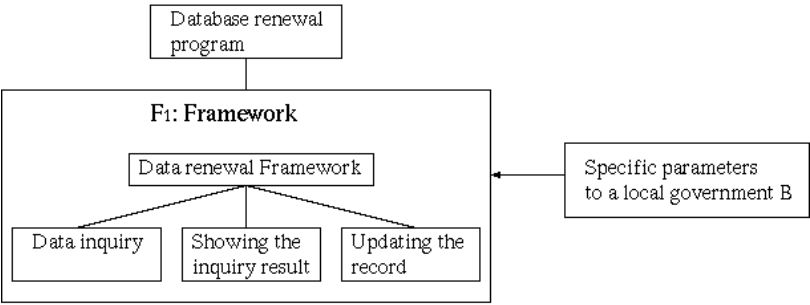 Database renewal
program
F1: Framework
Data renewal Framework
Specific parameters
to a local government B
Data inquiry
Showing the
inquiry result
Updating the
record